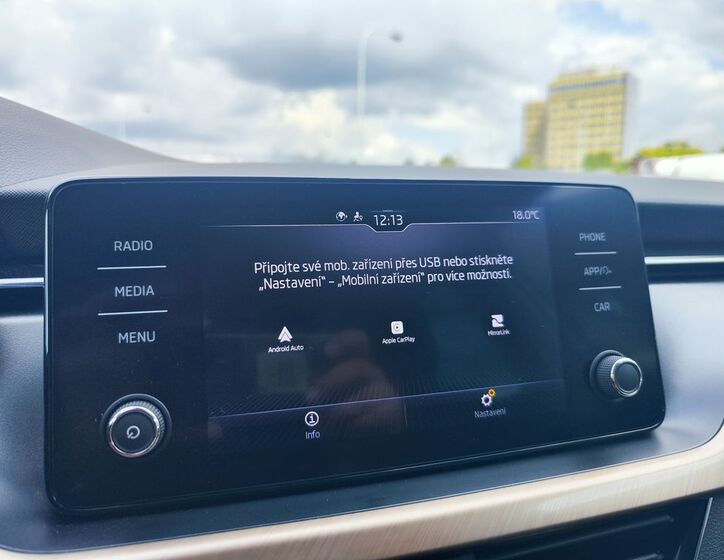 12:13
18.0°C
RADIO
MEDIA
MENU
Připojte své mob. zařízení přes USB nebo stiskněte
„Nastavení“ – „Mobilní zařízení“ pro více možností.
Android Auto
Apple CarPlay
MirrorLink
Info
Nastavení
PHONE
APP/
CAR